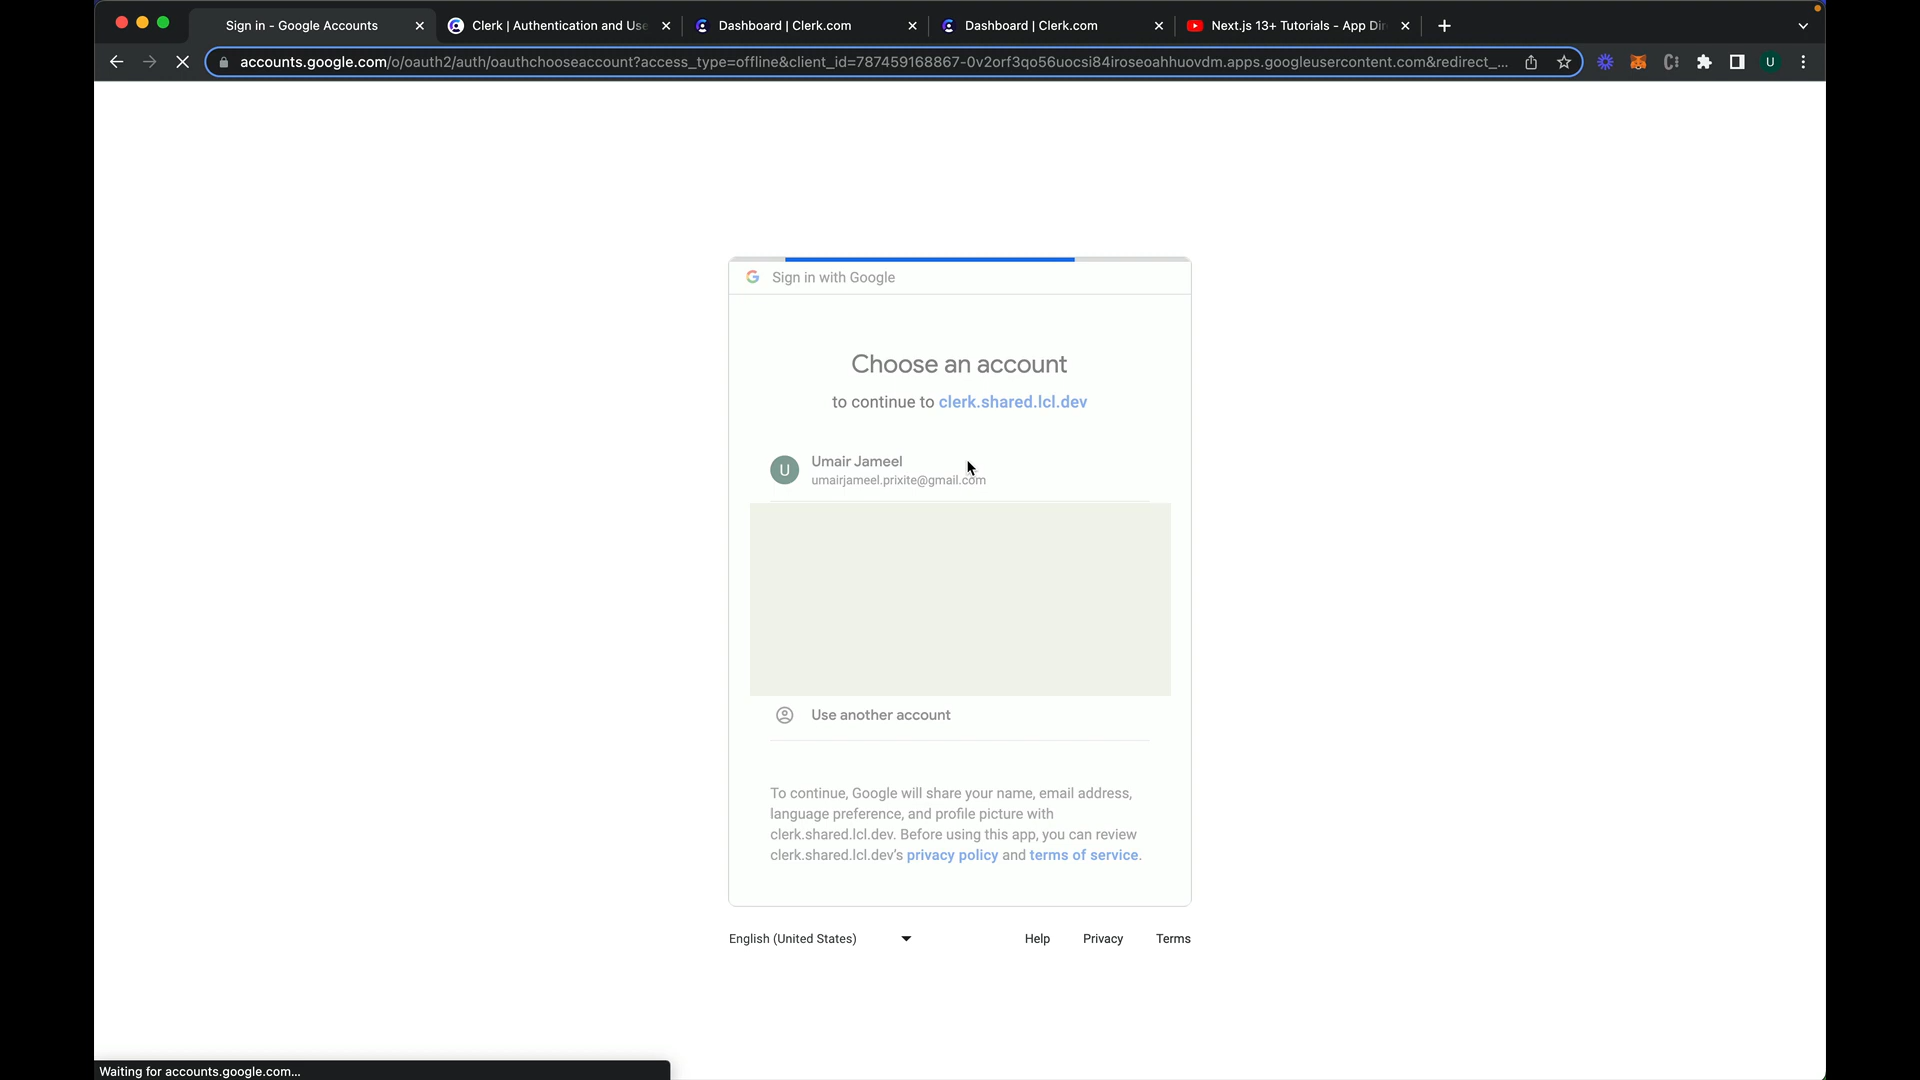 Sign in - Google Accounts
Clerk | Authentication and Use
Dashboard | Clerk.com
Dashboard | Clerk.com
Next.js 13+ Tutorials - App Dir
accounts.google.com/o/oauth2/auth/oauthchooseaccount?access_type=offline&client_id=787459168867-0v2orf3qo56uocsi84iroseoahhuovdm.apps.googleusercontent.com&redirect_...
U
Sign in with Google
Choose an account
to continue to clerk.shared.lcl.dev
U
Umair Jameel
umairjameel.prixite@gmail.com
Use another account
To continue, Google will share your name, email address,
language preference, and profile picture with
clerk.shared.lcl.dev. Before using this app, you can review
clerk.shared.lcl.dev's privacy policy and terms of service.
English (United States)
Help
Privacy
Terms
Waiting for accounts.google.com...